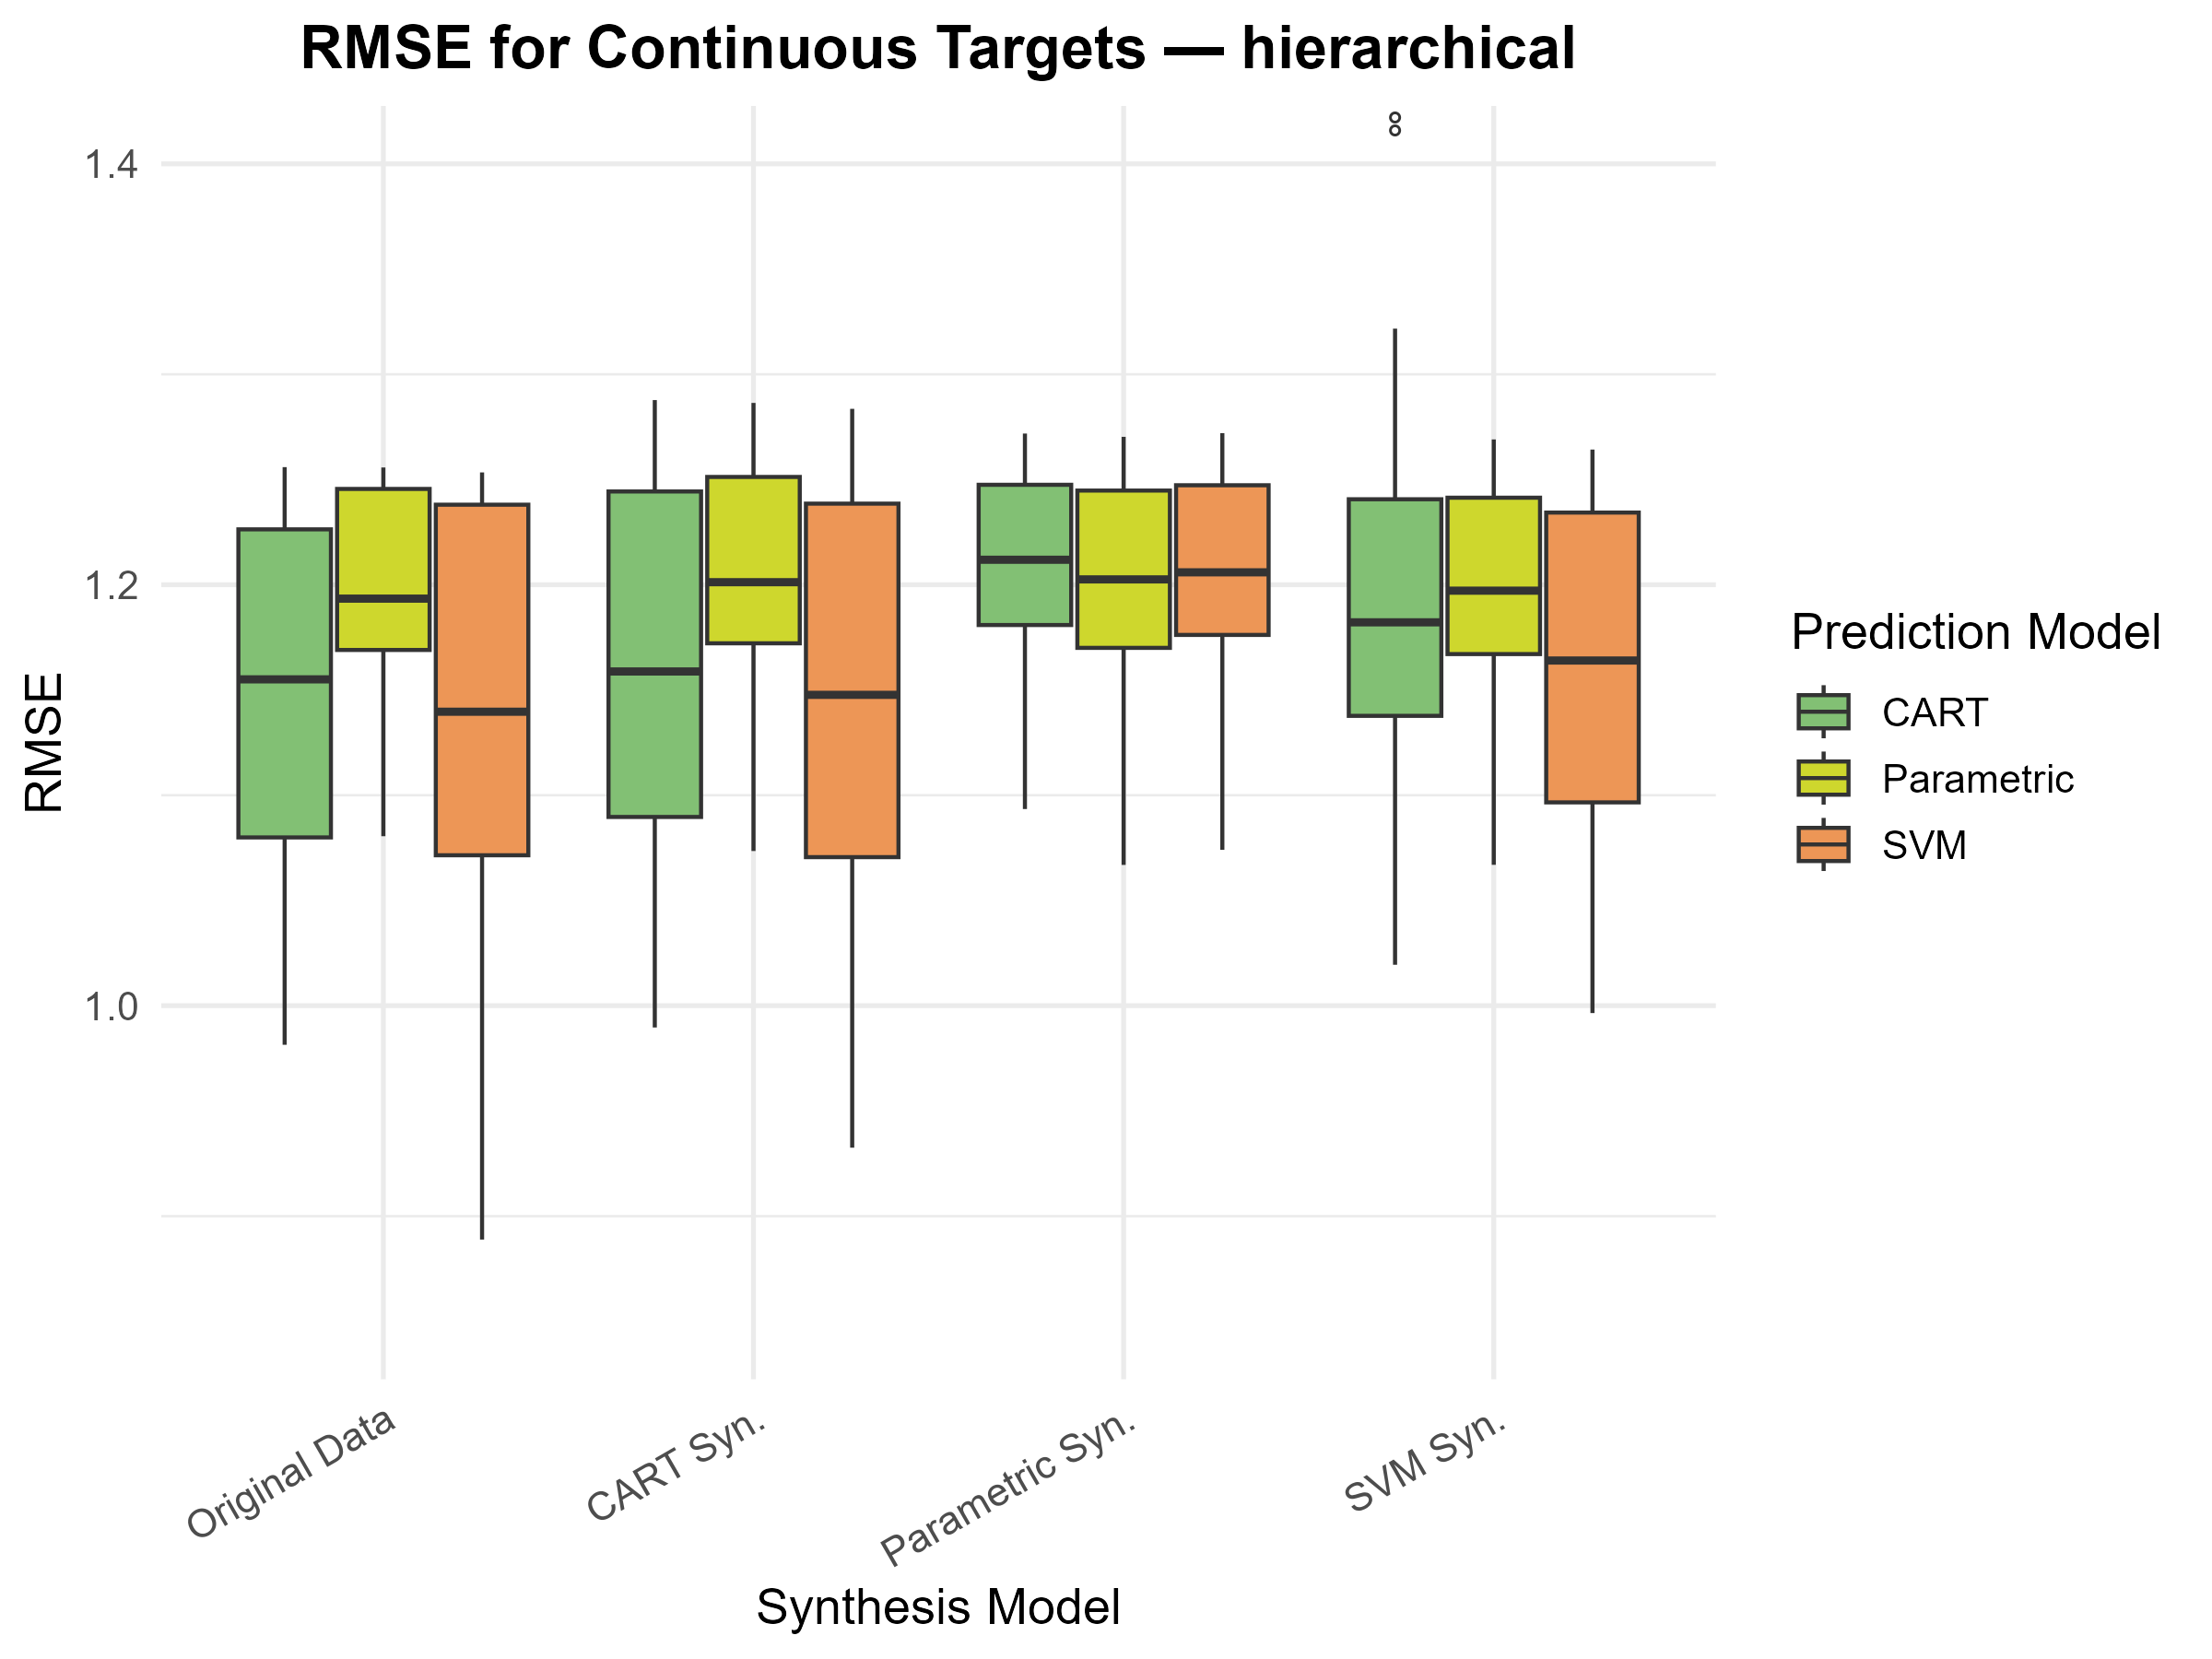 RMSE for Continuous Targets — hierarchical
1.4
1.2
1.0
RMSE
Original Data
CART Syn.
Parametric Syn.
SVM Syn.
Synthesis Model
Prediction Model
CART
Parametric
SVM